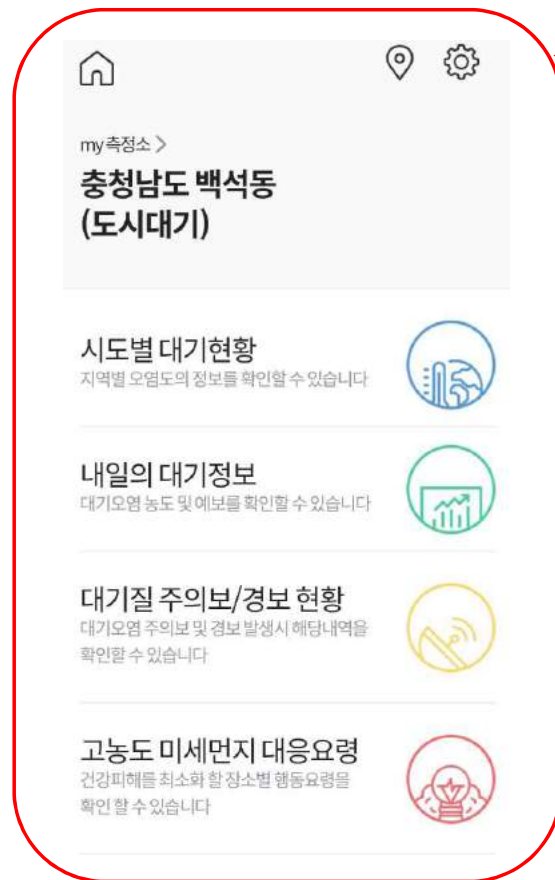 my 측정소 >
충청남도 백석동
(도시대기)
시도별 대기현황
지역별 오염도의 정보를 확인할 수 있습니다
내일의 대기정보
대기오염 농도 및 예보를 확인할 수 있습니다
대기질 주의보/경보 현황
대기오염 주의보 및 경보 발생시 해당내역을
확인할 수 있습니다
고농도 미세먼지 대응요령
건강피해를 최소화 할 장소별 행동요령을
확인 할 수 있습니다